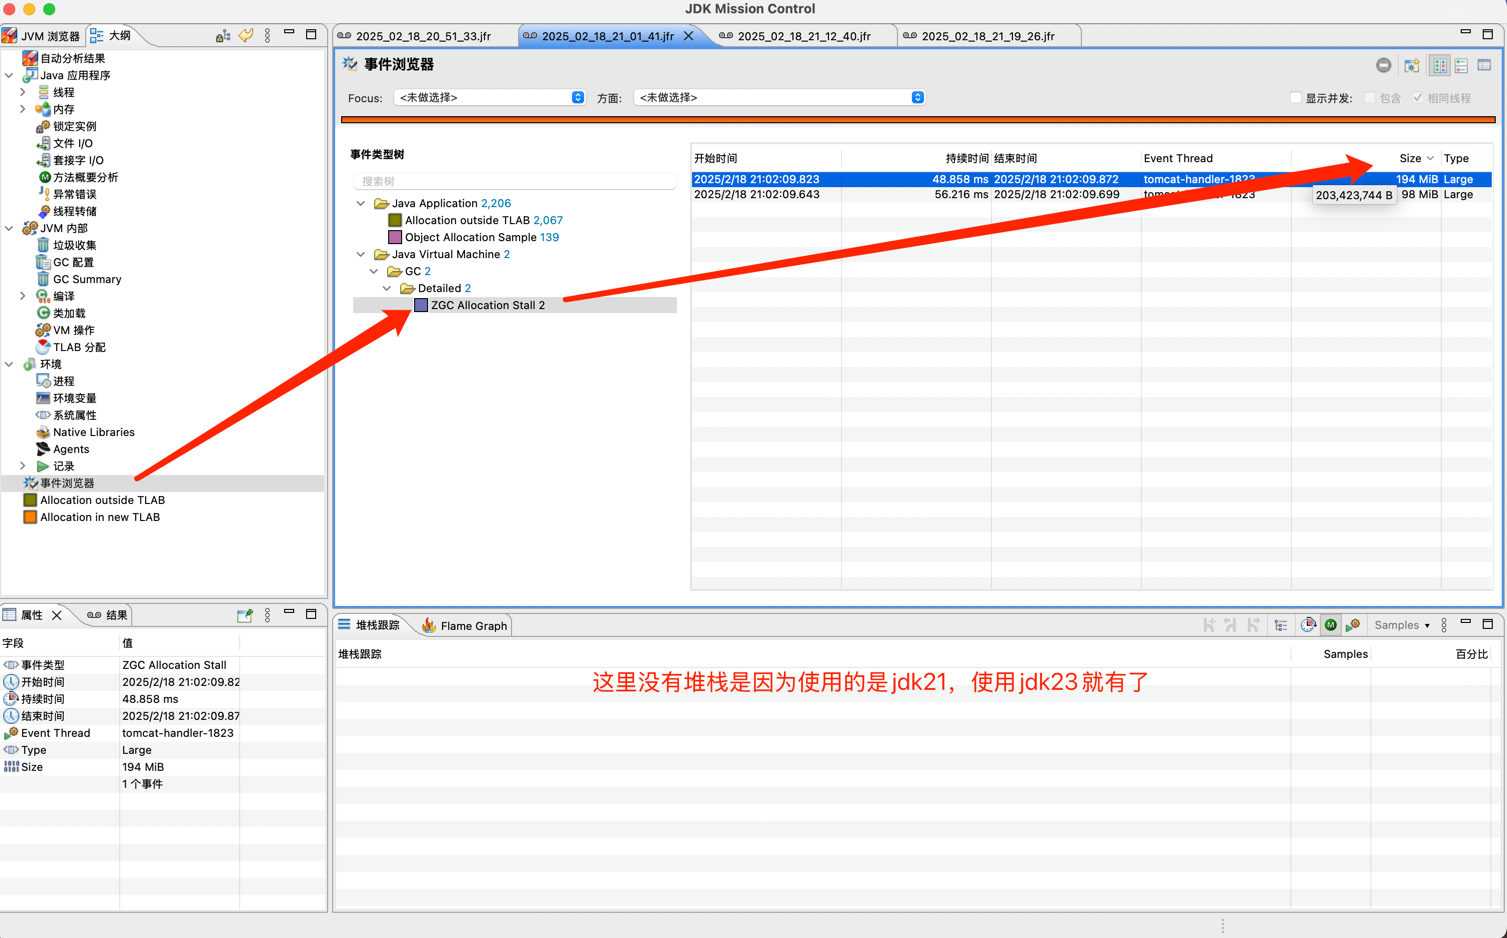 JDK Mission Control
JVM 浏览器
大纲
自动分析结果
Java 应用程序
线程
内存
锁定实例
文件 I/O
套接字 I/O
方法概要分析
异常错误
线程转储
JVM 内部
垃圾收集
GC 配置
GC Summary
编译
类加载
VM 操作
TLAB 分配
环境
进程
环境变量
系统属性
Native Libraries
Agents
记录
事件浏览器
Allocation outside TLAB
Allocation in new TLAB
2025_02_18_20_51_33.jfr
2025_02_18_21_01_41.jfr
2025_02_18_21_12_40.jfr
2025_02_18_21_19_26.jfr
事件浏览器
Focus: <未做选择> 方面: <未做选择> 显示并发: 包含 相同线程
事件类型树
搜索树
Java Application 2,206
Allocation outside TLAB 2,067
Object Allocation Sample 139
Java Virtual Machine 2
GC 2
Detailed 2
ZGC Allocation Stall 2
开始时间 持续时间 结束时间 Event Thread Size Type
2025/2/18 21:02:09.823 48.858 ms 2025/2/18 21:02:09.872 tomcat-handler-1823 194 MiB Large
2025/2/18 21:02:09.643 56.216 ms 2025/2/18 21:02:09.699 tomcat-handler-1823 98 MiB Large
203,423,744 B
属性
结果
字段 值
事件类型 ZGC Allocation Stall
开始时间 2025/2/18 21:02:09.82
持续时间 48.858 ms
结束时间 2025/2/18 21:02:09.87
Event Thread tomcat-handler-1823
Type Large
Size 194 MiB
1 个事件
堆栈跟踪
Flame Graph
Samples
堆栈跟踪 Samples 百分比
这里没有堆栈是因为使用的是jdk21，使用jdk23就有了